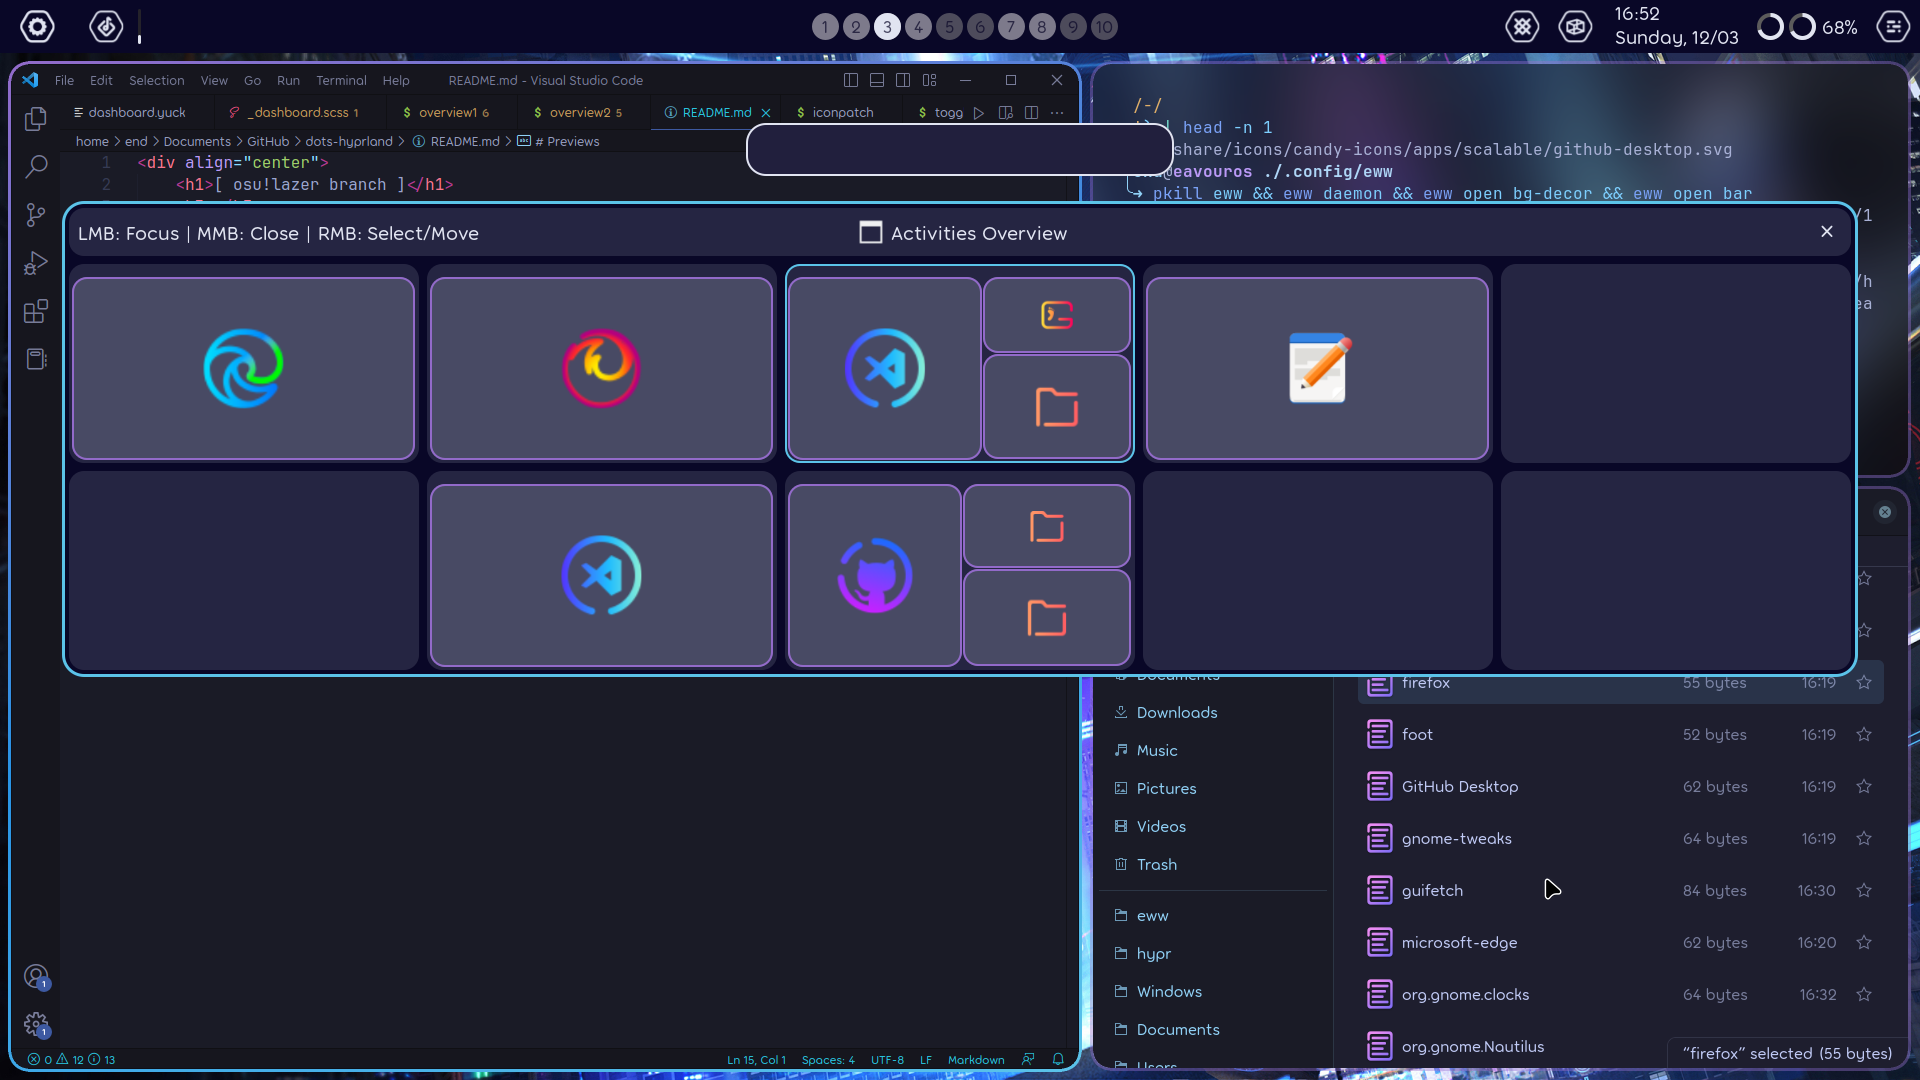 1 2 3 4 5 6 7 8 9 10
16:52
Sunday, 12/03
68%
File Edit Selection View Go Run Terminal Help README.md - Visual Studio Code
dashboard.yuck _dashboard.scss 1 $ overview1 6 $ overview2 5 README.md $ iconpatch $ togg
home > end > Documents > GitHub > dots-hyprland > README.md > # Previews
1 <div align="center">
2 <h1>[ osu!lazer branch ]</h1>
/-/
head -n 1
share/icons/candy-icons/apps/scalable/github-desktop.svg
eavouros ./.config/eww
pkill eww && eww daemon && eww open bg-decor && eww open bar
/1
/h
ea
LMB: Focus | MMB: Close | RMB: Select/Move
Activities Overview
Documents
Downloads
Music
Pictures
Videos
Trash
eww
hypr
Windows
Documents
Users
firefox 55 bytes 16:19
foot 52 bytes 16:19
GitHub Desktop 62 bytes 16:19
gnome-tweaks 64 bytes 16:19
guifetch 84 bytes 16:30
microsoft-edge 62 bytes 16:20
org.gnome.clocks 64 bytes 16:32
org.gnome.Nautilus
"firefox" selected (55 bytes)
1
1
0 12 13
Ln 15, Col 1 Spaces: 4 UTF-8 LF Markdown